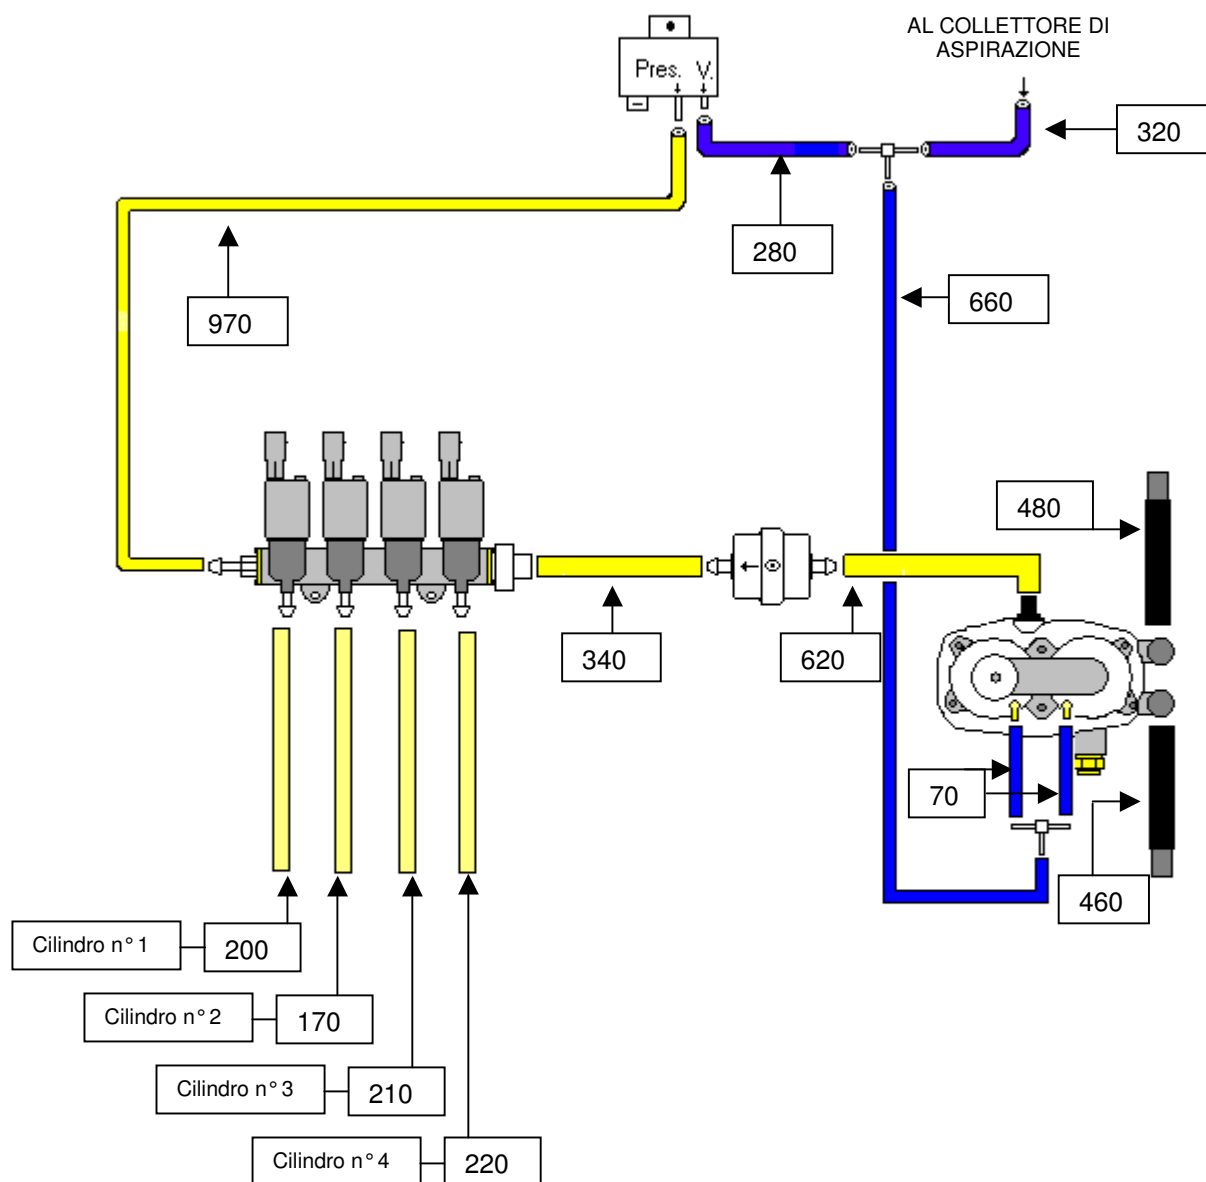 AL COLLETTORE DI
ASPIRAZIONE
Pres. V.
320
280
660
970
480
340
620
70
460
Cilindro n° 1 200
Cilindro n° 2 170
Cilindro n° 3 210
Cilindro n° 4 220